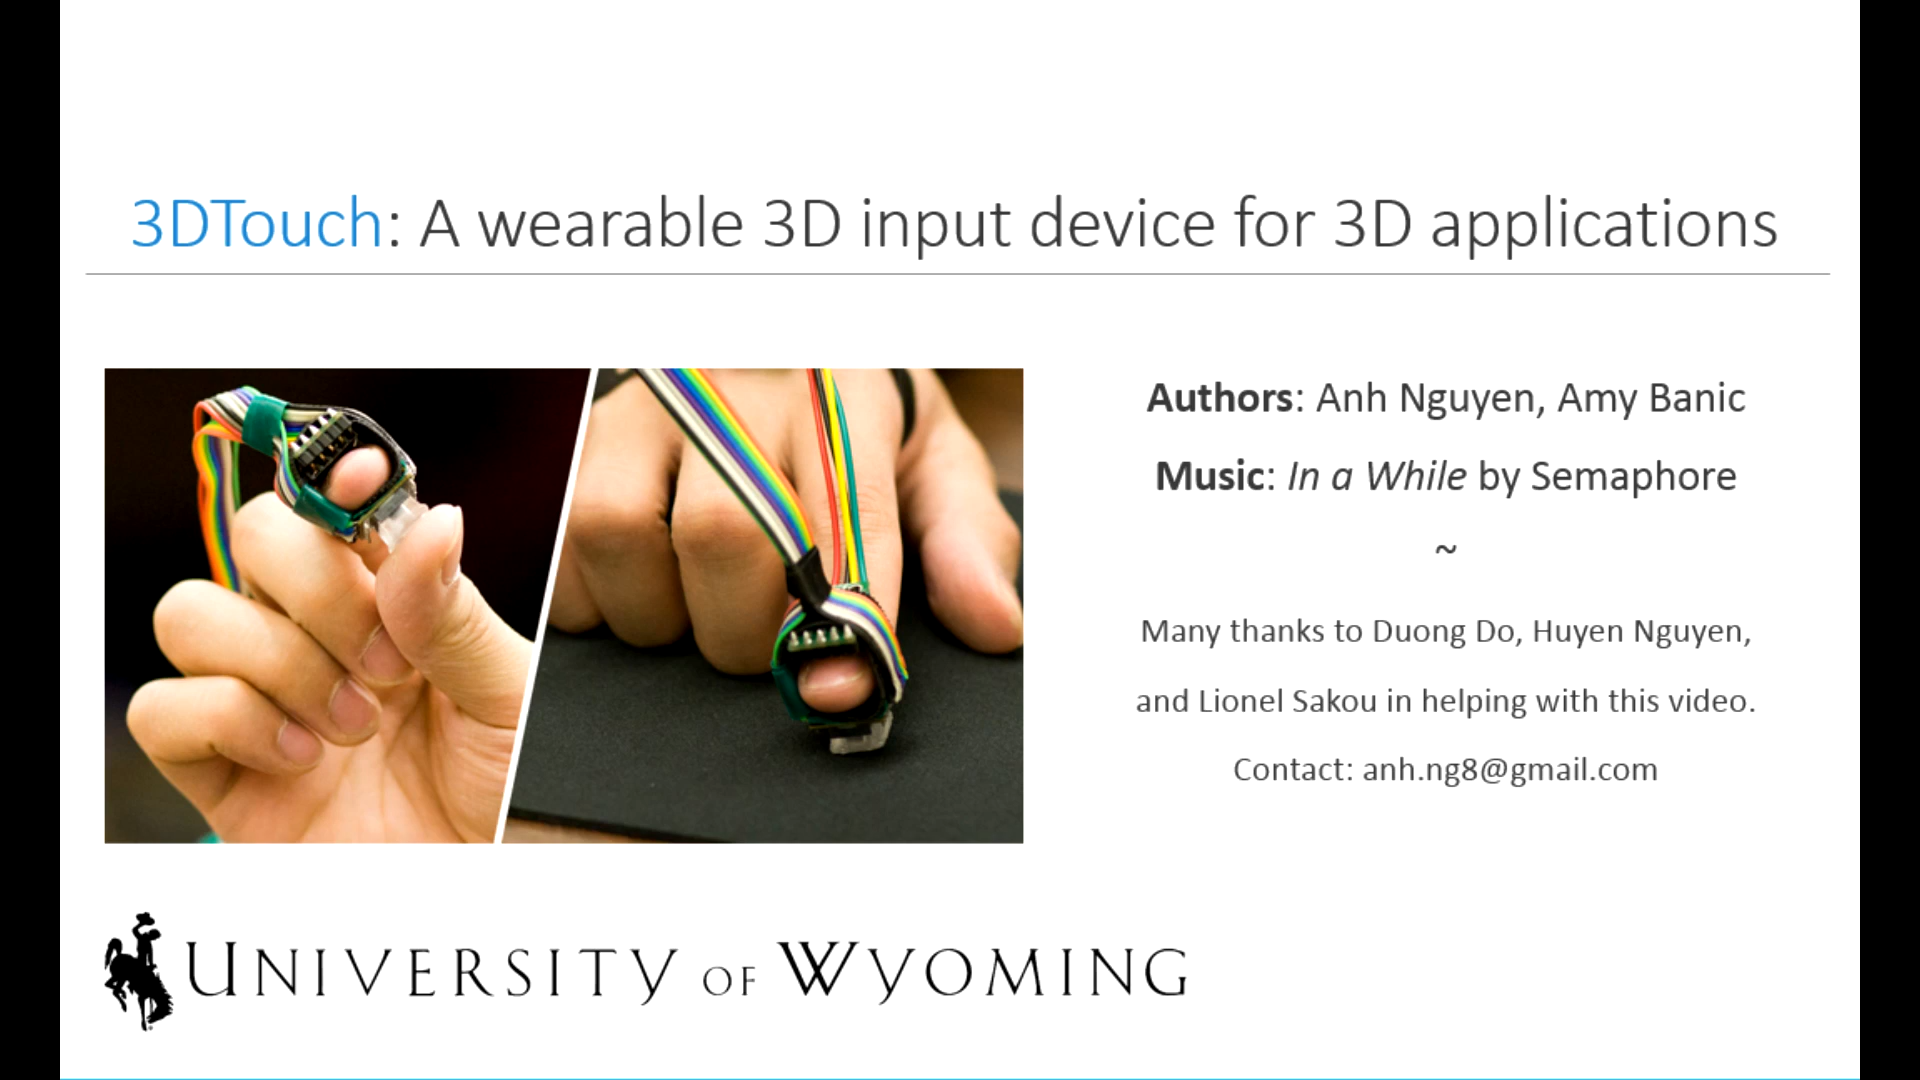 3DTouch: A wearable 3D input device for 3D applications
Authors: Anh Nguyen, Amy Banic
Music: In a While by Semaphore
~
Many thanks to Duong Do, Huyen Nguyen,
and Lionel Sakou in helping with this video.
Contact: anh.ng8@gmail.com
UNIVERSITY OF WYOMING